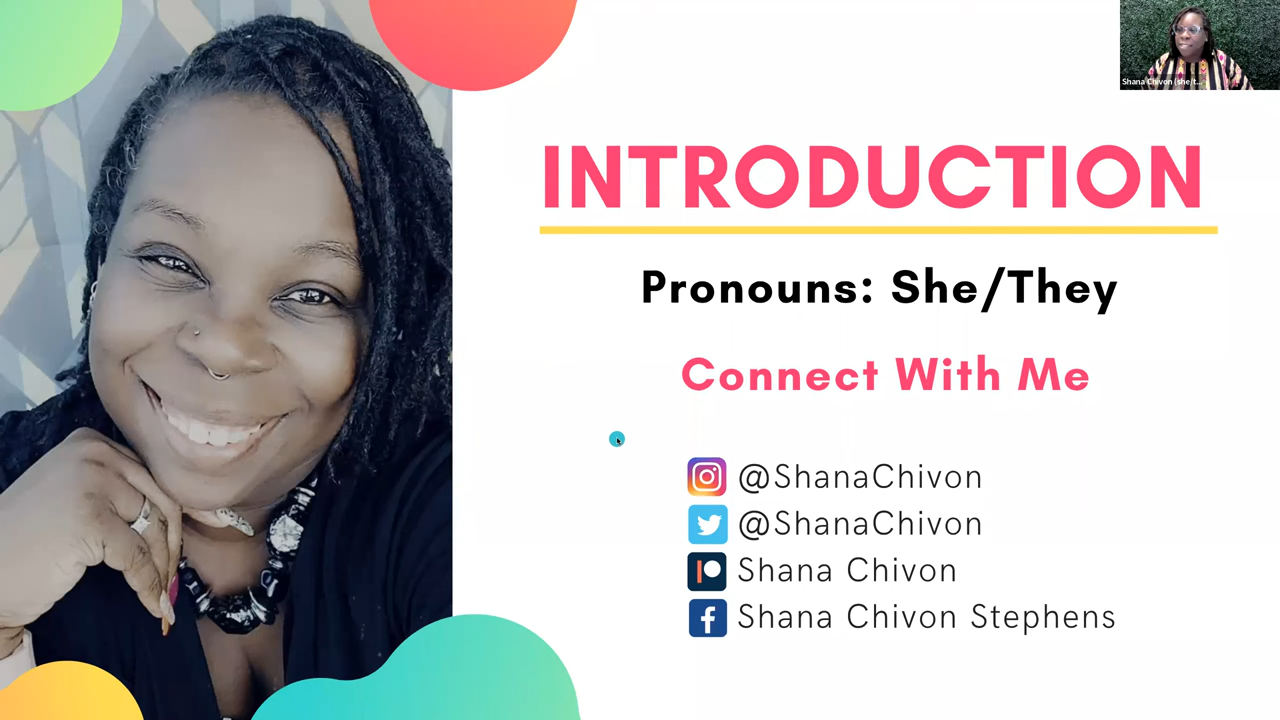 Shana Chivon (she/t...
INTRODUCTION
Pronouns: She/They
Connect With Me
@ShanaChivon
@ShanaChivon
Shana Chivon
Shana Chivon Stephens